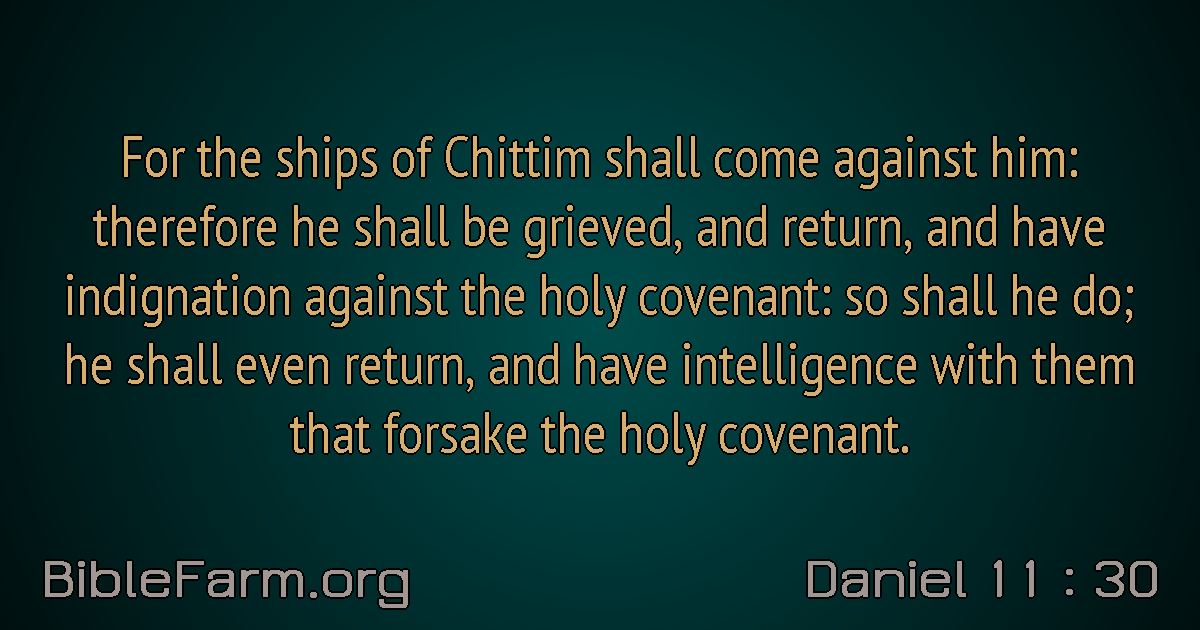 For the ships of Chittim shall come against him:
therefore he shall be grieved, and return, and have
indignation against the holy covenant: so shall he do;
he shall even return, and have intelligence with them
that forsake the holy covenant.
BibleFarm.org
Daniel 11 : 30